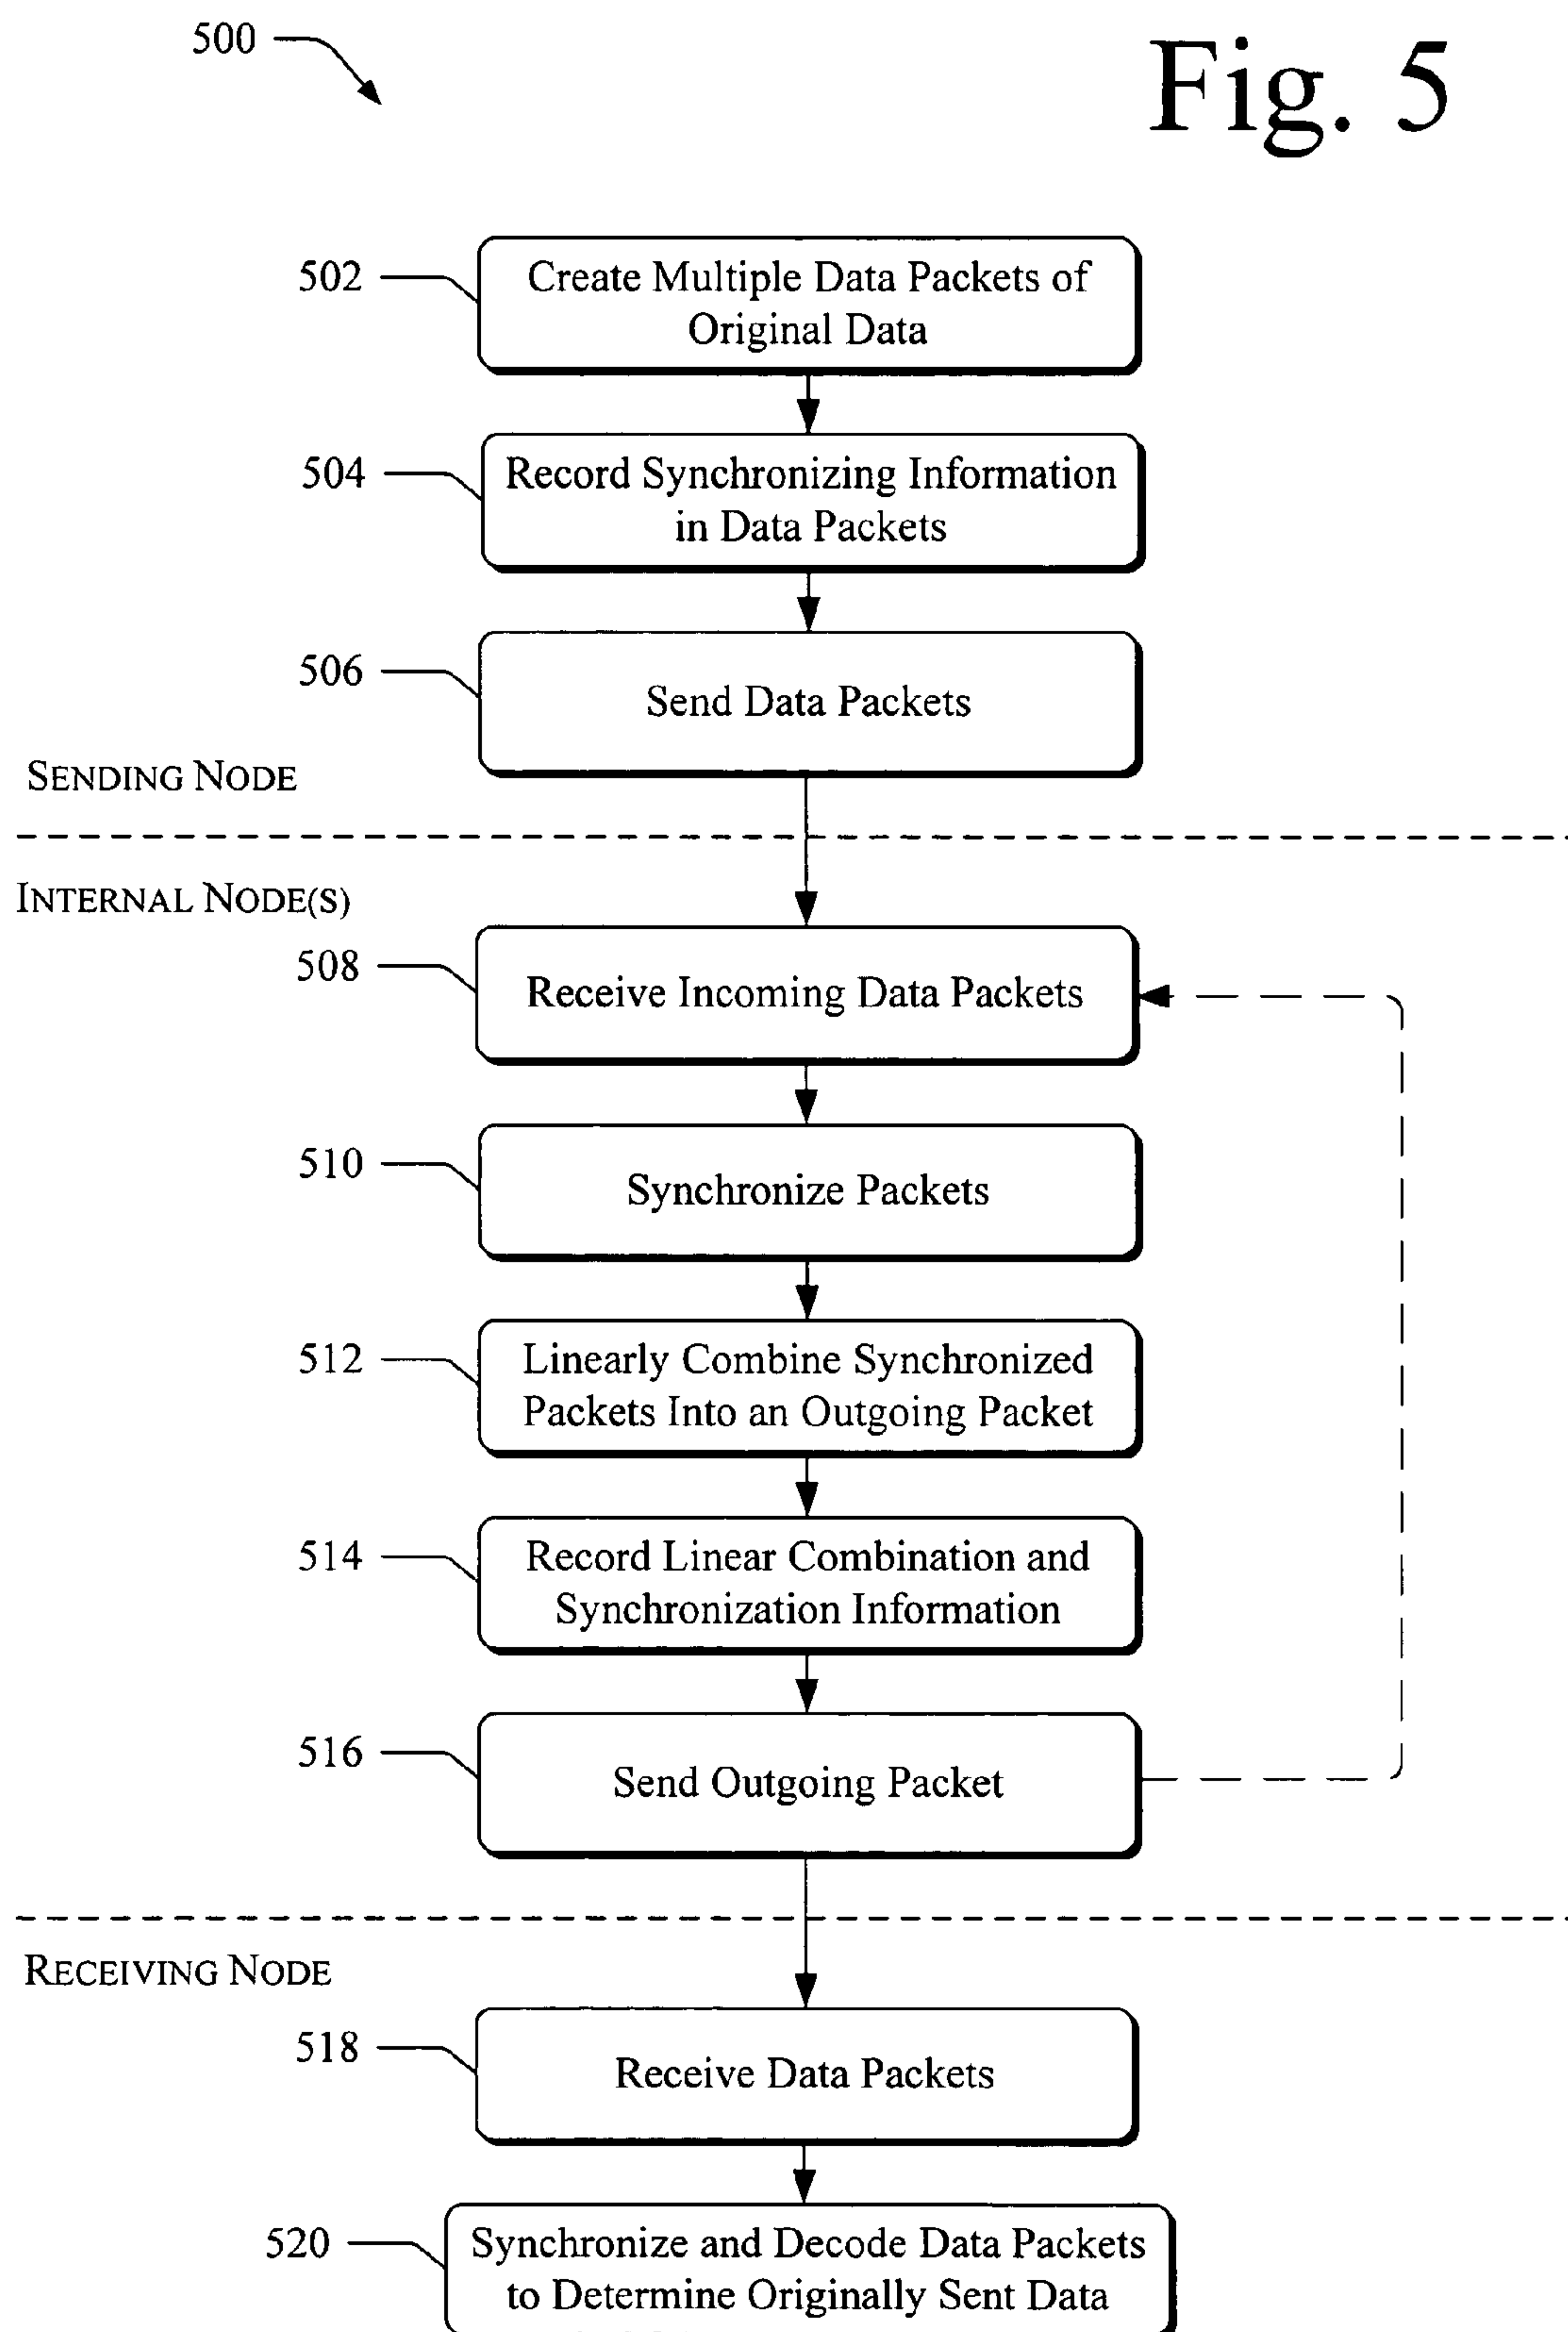 500
Fig. 5
502
Create Multiple Data Packets of
Original Data
504
Record Synchronizing Information
in Data Packets
506
Send Data Packets
SENDING NODE
INTERNAL NODE(S)
508
Receive Incoming Data Packets
510
Synchronize Packets
512
Linearly Combine Synchronized
Packets Into an Outgoing Packet
514
Record Linear Combination and
Synchronization Information
516
Send Outgoing Packet
RECEIVING NODE
518
Receive Data Packets
520
Synchronize and Decode Data Packets
to Determine Originally Sent Data